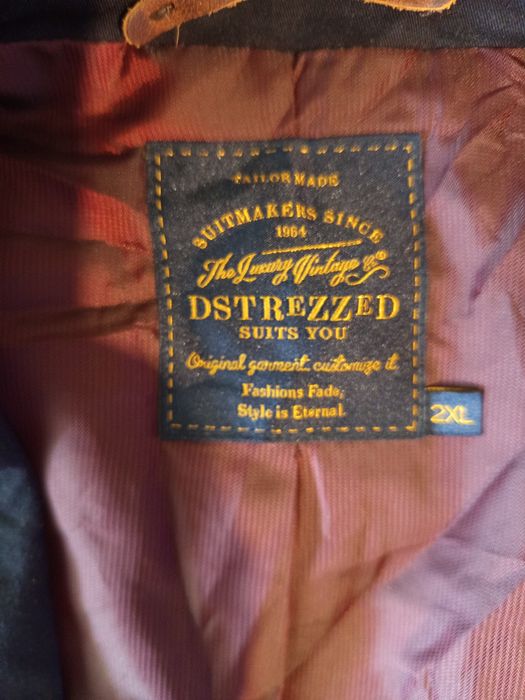 TAILOR MADE
SUITMAKERS SINCE
1964
The Luxury Vintage Co
DSTREZZED
SUITS YOU
Original garment. customize it
Fashions Fade,
Style is Eternal.
2XL